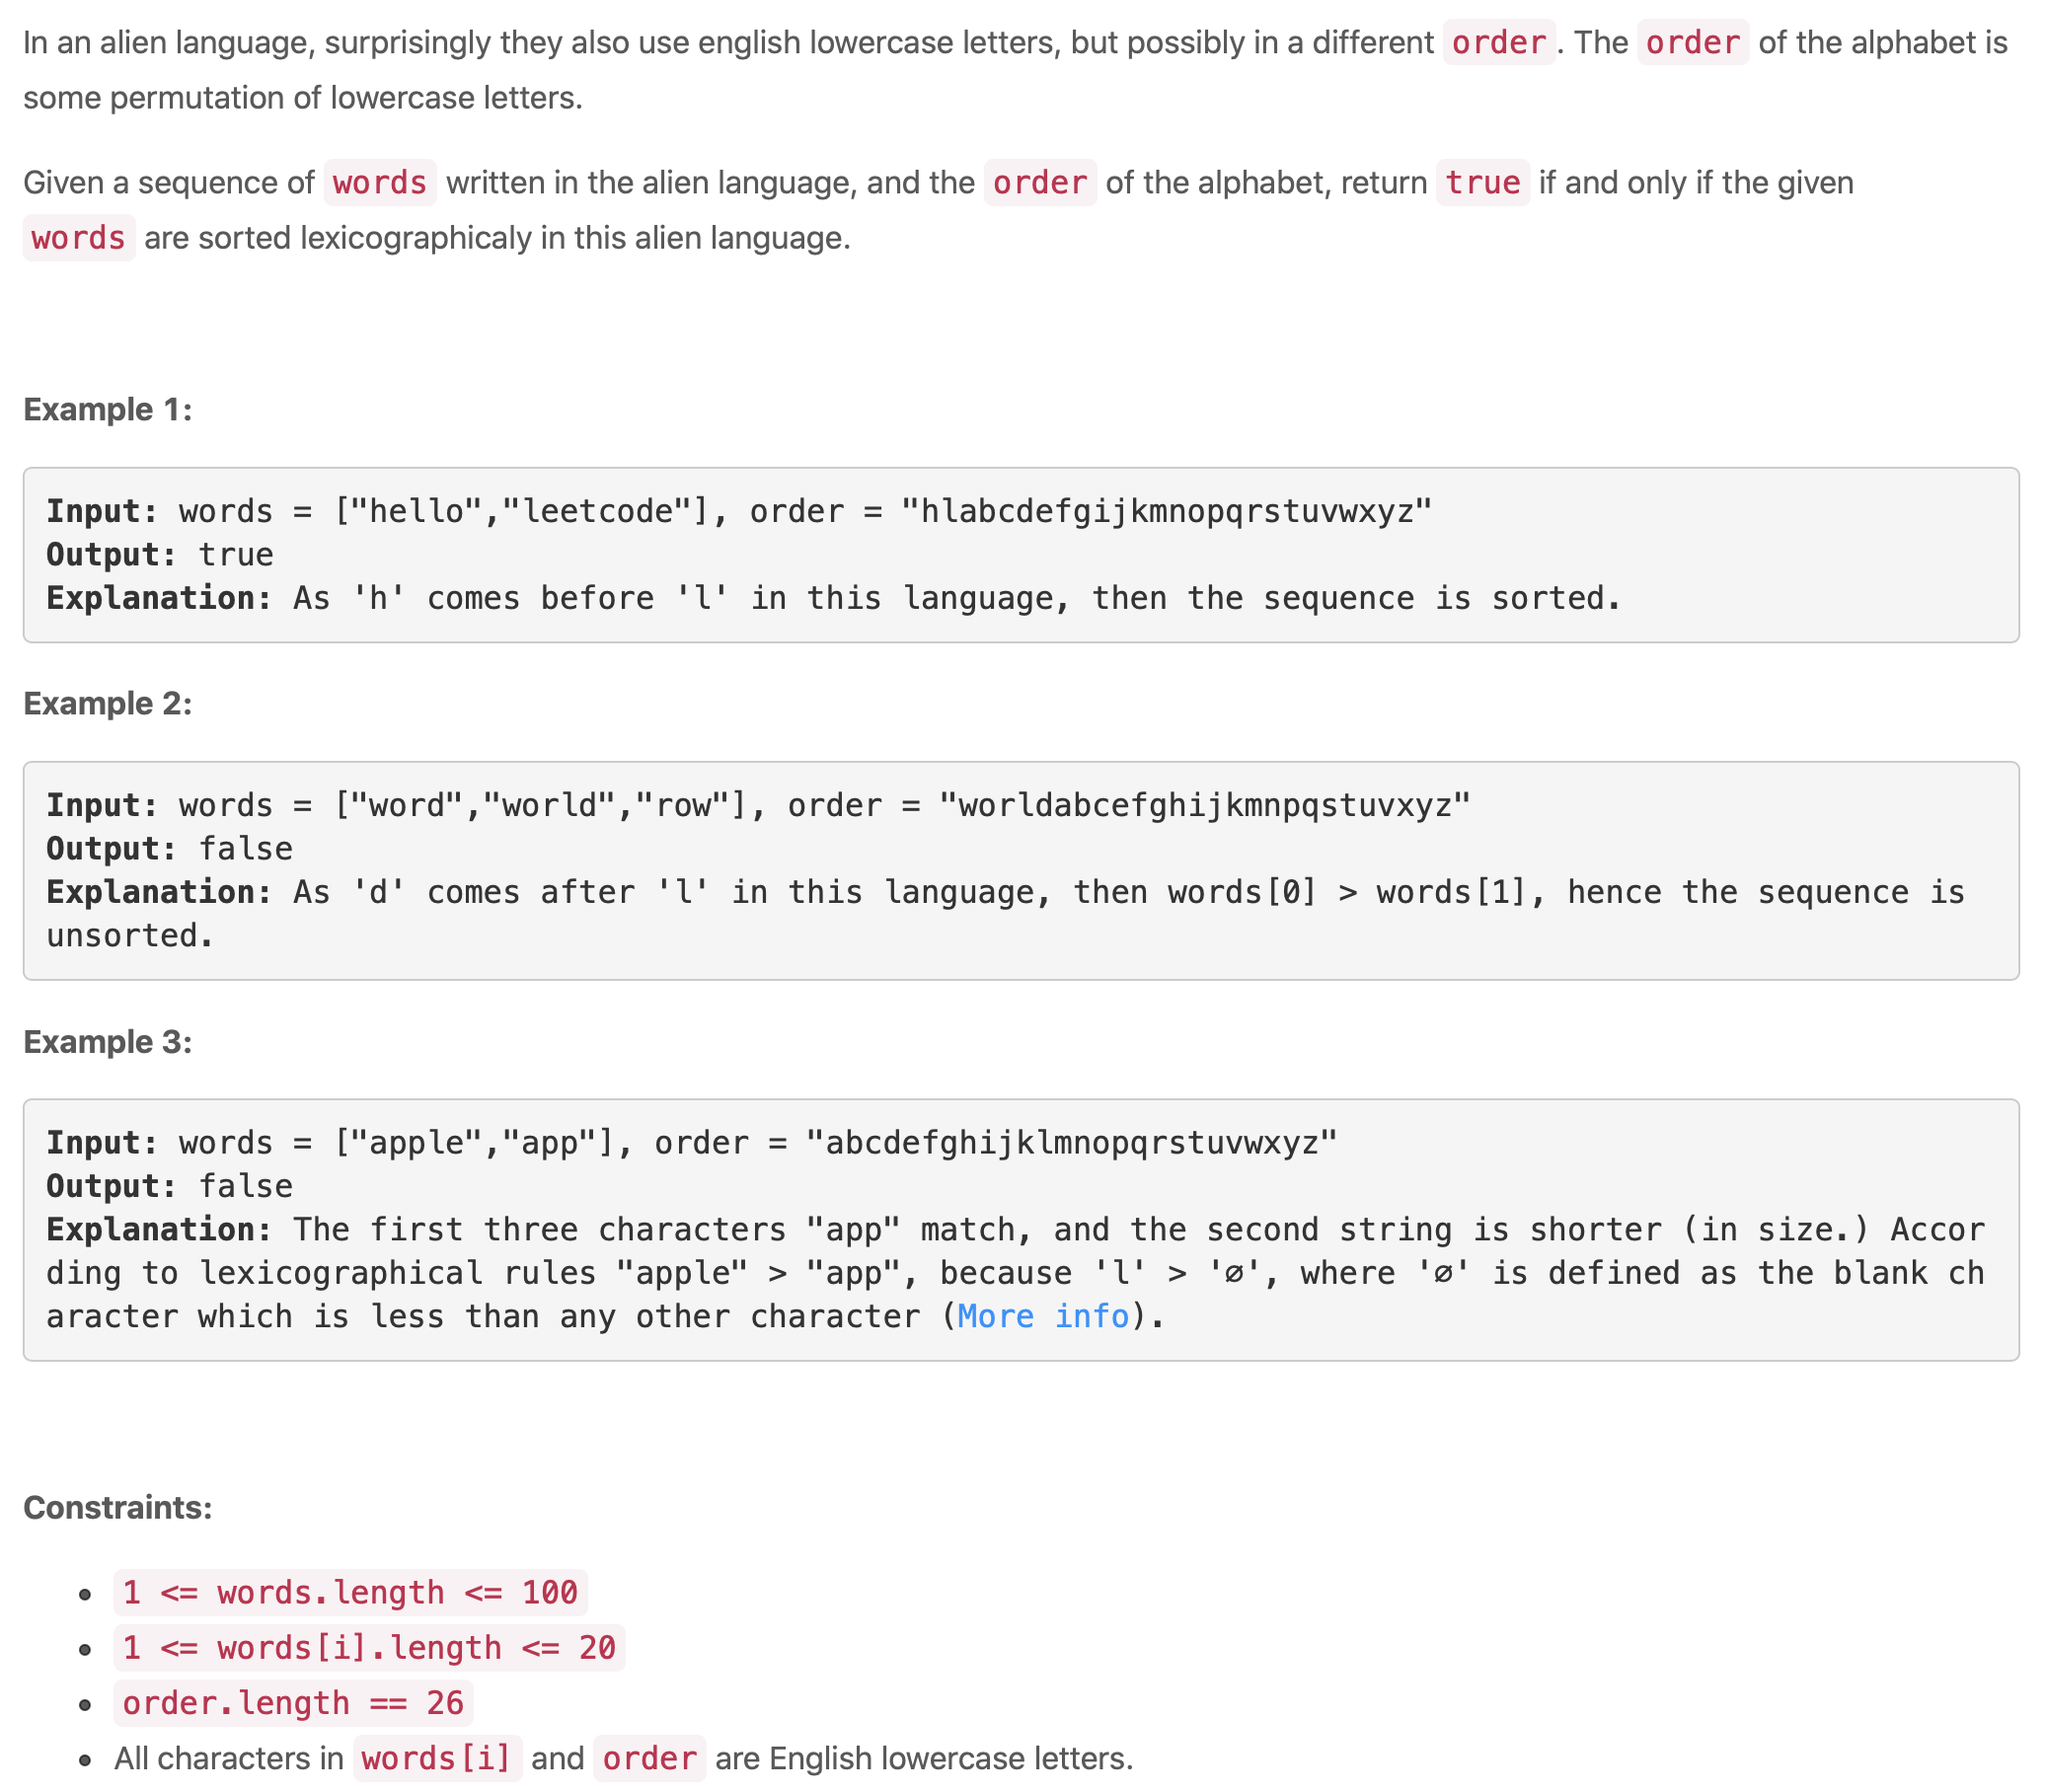 In an alien language, surprisingly they also use english lowercase letters, but possibly in a different order. The order of the alphabet is
some permutation of lowercase letters.
Given a sequence of words written in the alien language, and the order of the alphabet, return true if and only if the given
words are sorted lexicographicaly in this alien language.
Example 1:
Input: words = ["hello","leetcode"], order = "hlabcdefgijkmnopqrstuvwxyz"
Output: true
Explanation: As 'h' comes before 'l' in this language, then the sequence is sorted.
Example 2:
Input: words = ["word","world","row"], order = "worldabcefghijkmnpqstuvxyz"
Output: false
Explanation: As 'd' comes after 'l' in this language, then words[0] > words[1], hence the sequence is
unsorted.
Example 3:
Input: words = ["apple","app"], order = "abcdefghijklmnopqrstuvwxyz"
Output: false
Explanation: The first three characters "app" match, and the second string is shorter (in size.) Accor
ding to lexicographical rules "apple" > "app", because 'l' > '∅', where '∅' is defined as the blank ch
aracter which is less than any other character (More info).
Constraints:
• 1 <= words.length <= 100
• 1 <= words[i].length <= 20
• order.length == 26
• All characters in words[i] and order are English lowercase letters.